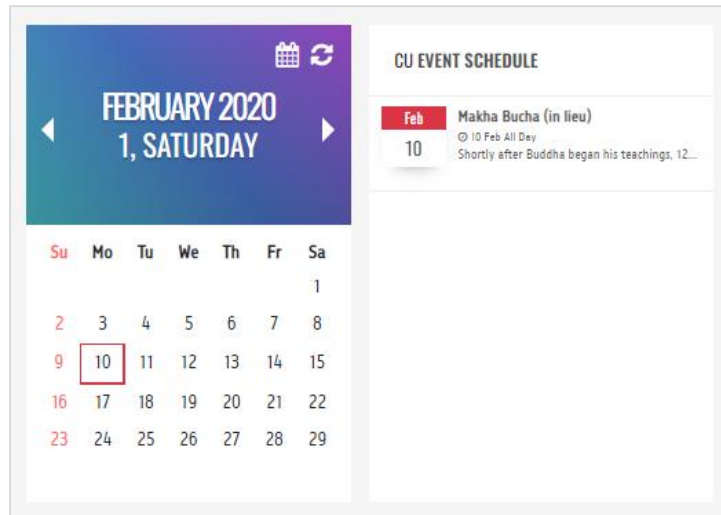 FEBRUARY 2020
1, SATURDAY
Su Mo Tu We Th Fr Sa
1
2 3 4 5 6 7 8
9 10 11 12 13 14 15
16 17 18 19 20 21 22
23 24 25 26 27 28 29
CU EVENT SCHEDULE
Feb
10
Makha Bucha (in lieu)
10 Feb All Day
Shortly after Buddha began his teachings, 12...